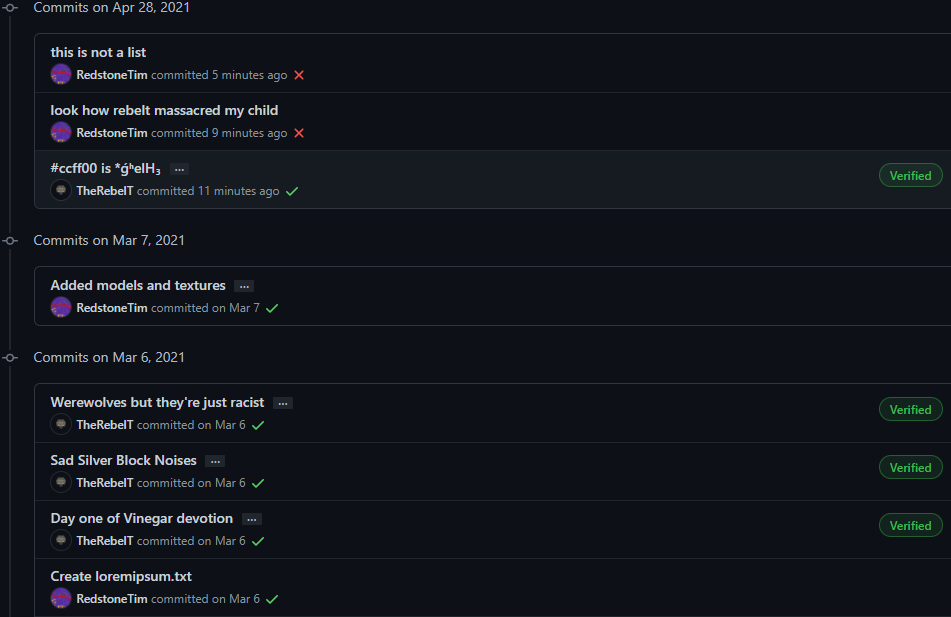 Commits on Apr 28, 2021
this is not a list
RedstoneTim committed 5 minutes ago
look how rebelt massacred my child
RedstoneTim committed 9 minutes ago
#ccff00 is *ǵʰelH₃ ...
TheRebelT committed 11 minutes ago
Verified
Commits on Mar 7, 2021
Added models and textures ...
RedstoneTim committed on Mar 7
Commits on Mar 6, 2021
Werewolves but they're just racist ...
TheRebelT committed on Mar 6
Verified
Sad Silver Block Noises ...
TheRebelT committed on Mar 6
Verified
Day one of Vinegar devotion ...
TheRebelT committed on Mar 6
Verified
Create loremipsum.txt
RedstoneTim committed on Mar 6